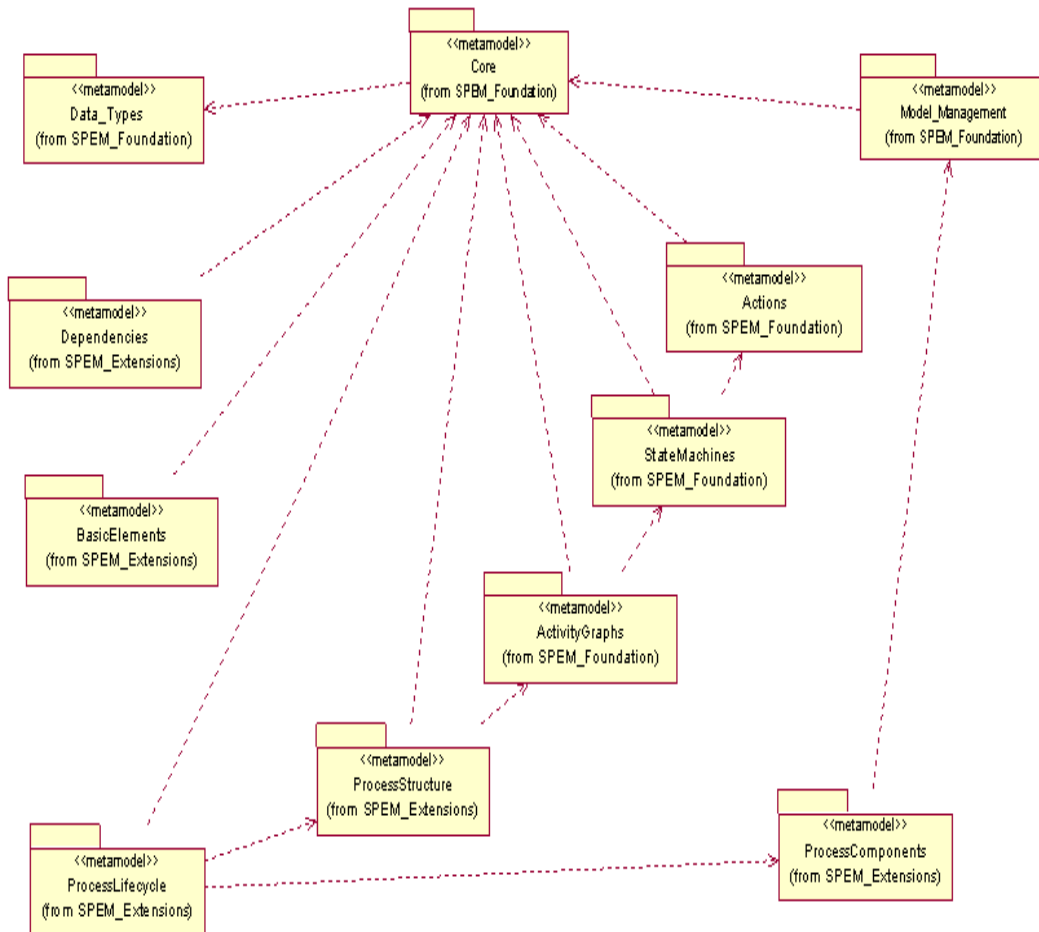 <<metamodel>>
Core
(from SPEM_Foundation)
<<metamodel>>
Data_Types
(from SPEM_Foundation)
<<metamodel>>
Model_Management
(from SPEM_Foundation)
<<metamodel>>
Actions
(from SPEM_Foundation)
<<metamodel>>
Dependencies
(from SPEM_Extensions)
<<metamodel>>
StateMachines
(from SPEM_Foundation)
<<metamodel>>
BasicElements
(from SPEM_Extensions)
<<metamodel>>
ActivityGraphs
(from SPEM_Foundation)
<<metamodel>>
ProcessStructure
(from SPEM_Extensions)
<<metamodel>>
ProcessComponents
(from SPEM_Extensions)
<<metamodel>>
ProcessLifecycle
(from SPEM_Extensions)